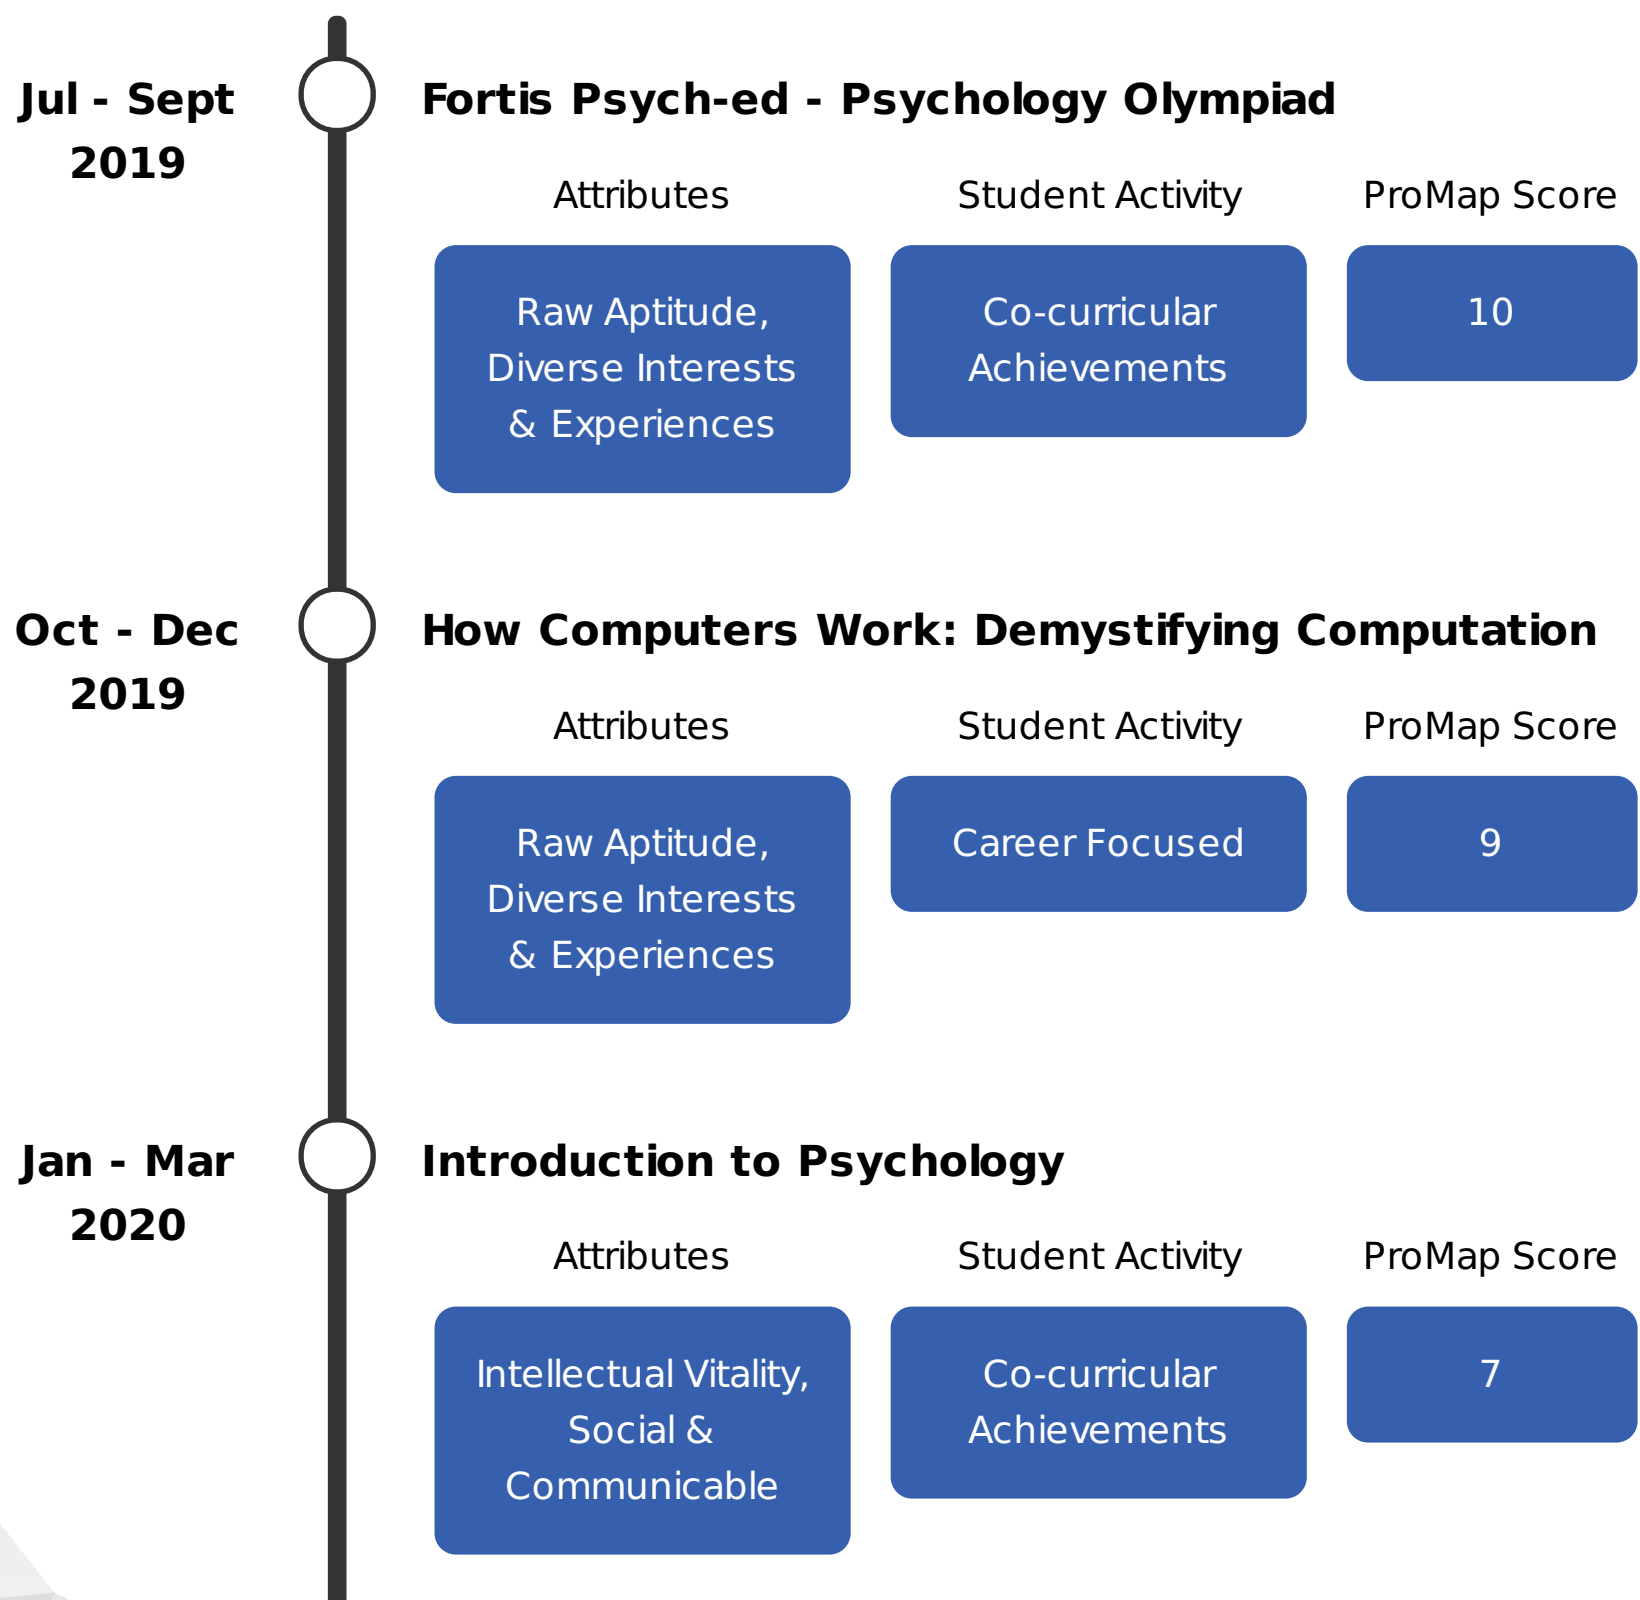 Jul - Sept
2019
Fortis Psych-ed - Psychology Olympiad
Attributes
Student Activity
ProMap Score
Raw Aptitude,
Diverse Interests
& Experiences
Co-curricular
Achievements
10
Oct - Dec
2019
How Computers Work: Demystifying Computation
Attributes
Student Activity
ProMap Score
Raw Aptitude,
Diverse Interests
& Experiences
Career Focused
9
Jan - Mar
2020
Introduction to Psychology
Attributes
Student Activity
ProMap Score
Intellectual Vitality,
Social &
Communicable
Co-curricular
Achievements
7